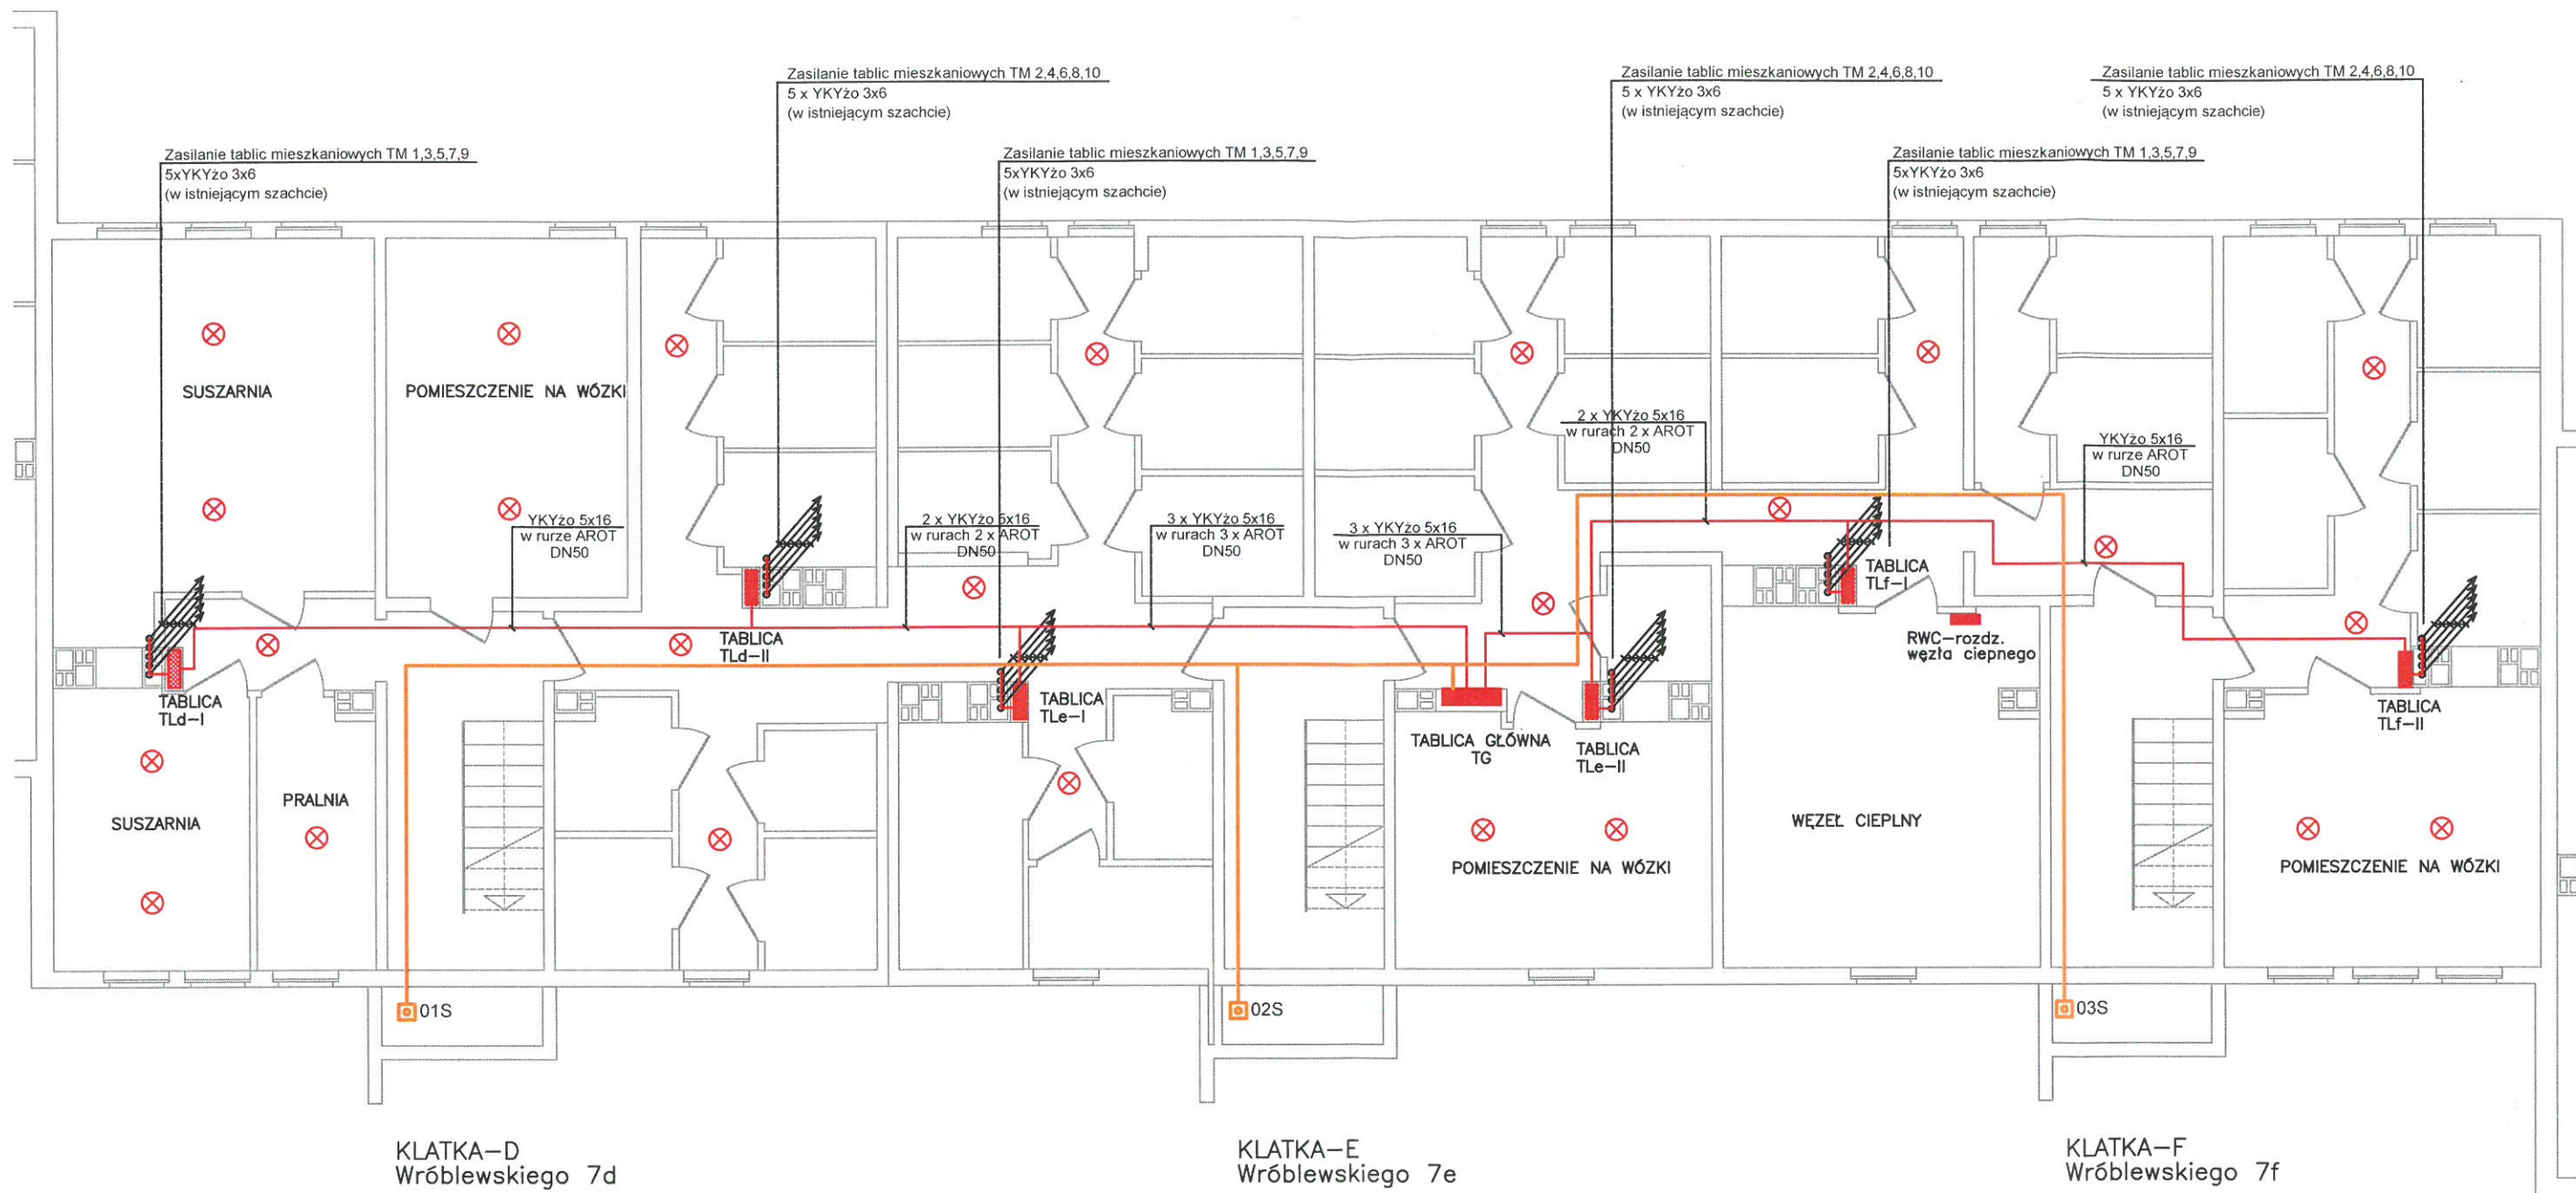 Zasilanie tablic mieszkaniowych TM 2,4,6,8,10
5 x YKYżo 3x6
(w istniejącym szachcie)
Zasilanie tablic mieszkaniowych TM 2,4,6,8,10
5 x YKYżo 3x6
(w istniejącym szachcie)
Zasilanie tablic mieszkaniowych TM 2,4,6,8,10
5 x YKYżo 3x6
(w istniejącym szachcie)
Zasilanie tablic mieszkaniowych TM 1,3,5,7,9
5xYKYżo 3x6
(w istniejącym szachcie)
Zasilanie tablic mieszkaniowych TM 1,3,5,7,9
5xYKYżo 3x6
(w istniejącym szachcie)
Zasilanie tablic mieszkaniowych TM 1,3,5,7,9
5xYKYżo 3x6
(w istniejącym szachcie)
SUSZARNIA
POMIESZCZENIE NA WÓZKI
2 x YKYżo 5x16
w rurach 2 x AROT
DN50
YKYżo 5x16
w rurze AROT
DN50
YKYżo 5x16
w rurze AROT
DN50
2 x YKYżo 5x16
w rurach 2 x AROT
DN50
3 x YKYżo 5x16
w rurach 3 x AROT
DN50
3 x YKYżo 5x16
w rurach 3 x AROT
DN50
TABLICA
TLf-I
TABLICA
TLd-II
RWC-rozdz.
węzła ciepnego
TABLICA
TLd-I
TABLICA
TLe-I
TABLICA GŁÓWNA
TG
TABLICA
TLe-II
TABLICA
TLf-II
SUSZARNIA
PRALNIA
WĘZEŁ CIEPLNY
POMIESZCZENIE NA WÓZKI
POMIESZCZENIE NA WÓZKI
01S
02S
03S
KLATKA-D
Wróblewskiego 7d
KLATKA-E
Wróblewskiego 7e
KLATKA-F
Wróblewskiego 7f